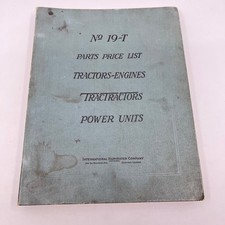 Nº 19-T
PARTS PRICE LIST
TRACTORS-ENGINES
TRACTRACTORS
POWER UNITS
INTERNATIONAL HARVESTER COMPANY